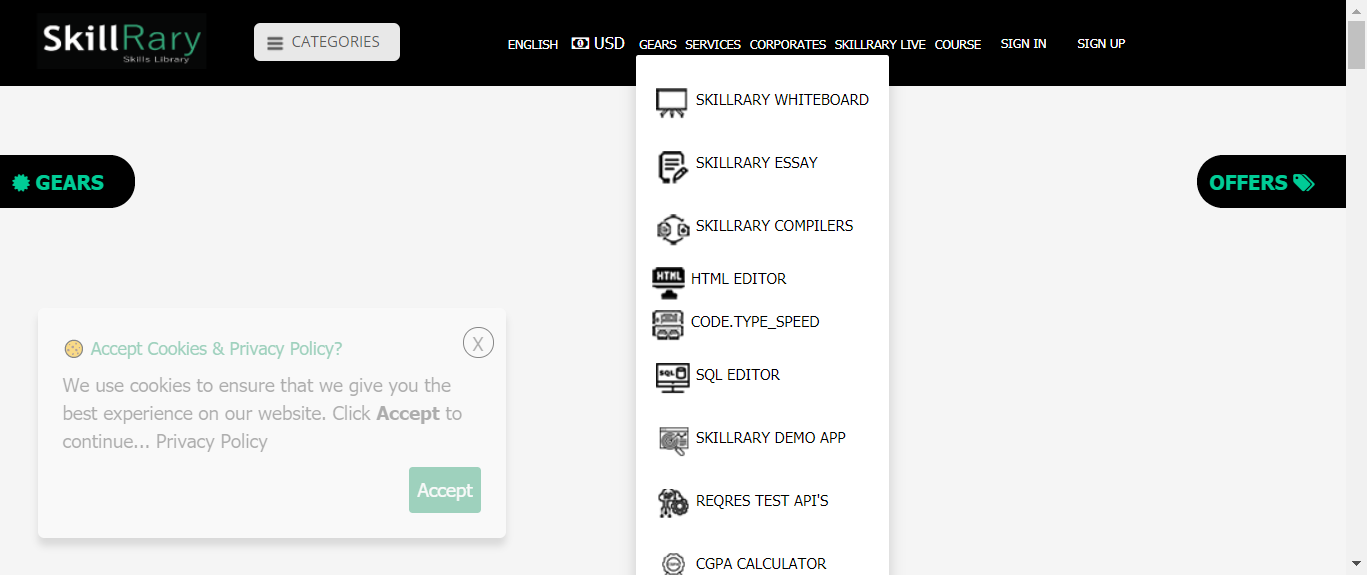 SkillRary
Skills Library
CATEGORIES
ENGLISH USD GEARS SERVICES CORPORATES SKILLRARY LIVE COURSE SIGN IN SIGN UP
SKILLRARY WHITEBOARD
SKILLRARY ESSAY
GEARS
OFFERS
SKILLRARY COMPILERS
HTML HTML EDITOR
CODE.TYPE_SPEED
SQL SQL EDITOR
SKILLRARY DEMO APP
REQRES TEST API'S
CGPA CALCULATOR
Accept Cookies & Privacy Policy?
X
We use cookies to ensure that we give you the
best experience on our website. Click Accept to
continue... Privacy Policy
Accept